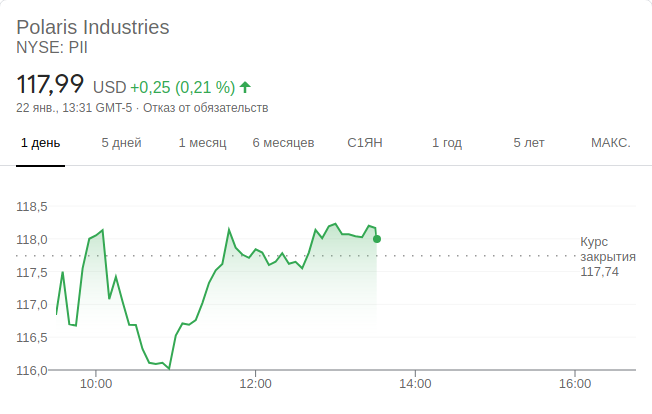 Polaris Industries
NYSE: PII
117,99 USD +0,25 (0,21 %)
22 янв., 13:31 GMT-5 · Отказ от обязательств
1 день 5 дней 1 месяц 6 месяцев С1ЯН 1 год 5 лет МАКС.
118,5
118,0
117,5
117,0
116,5
116,0
Курс
закрытия
117,74
10:00 12:00 14:00 16:00